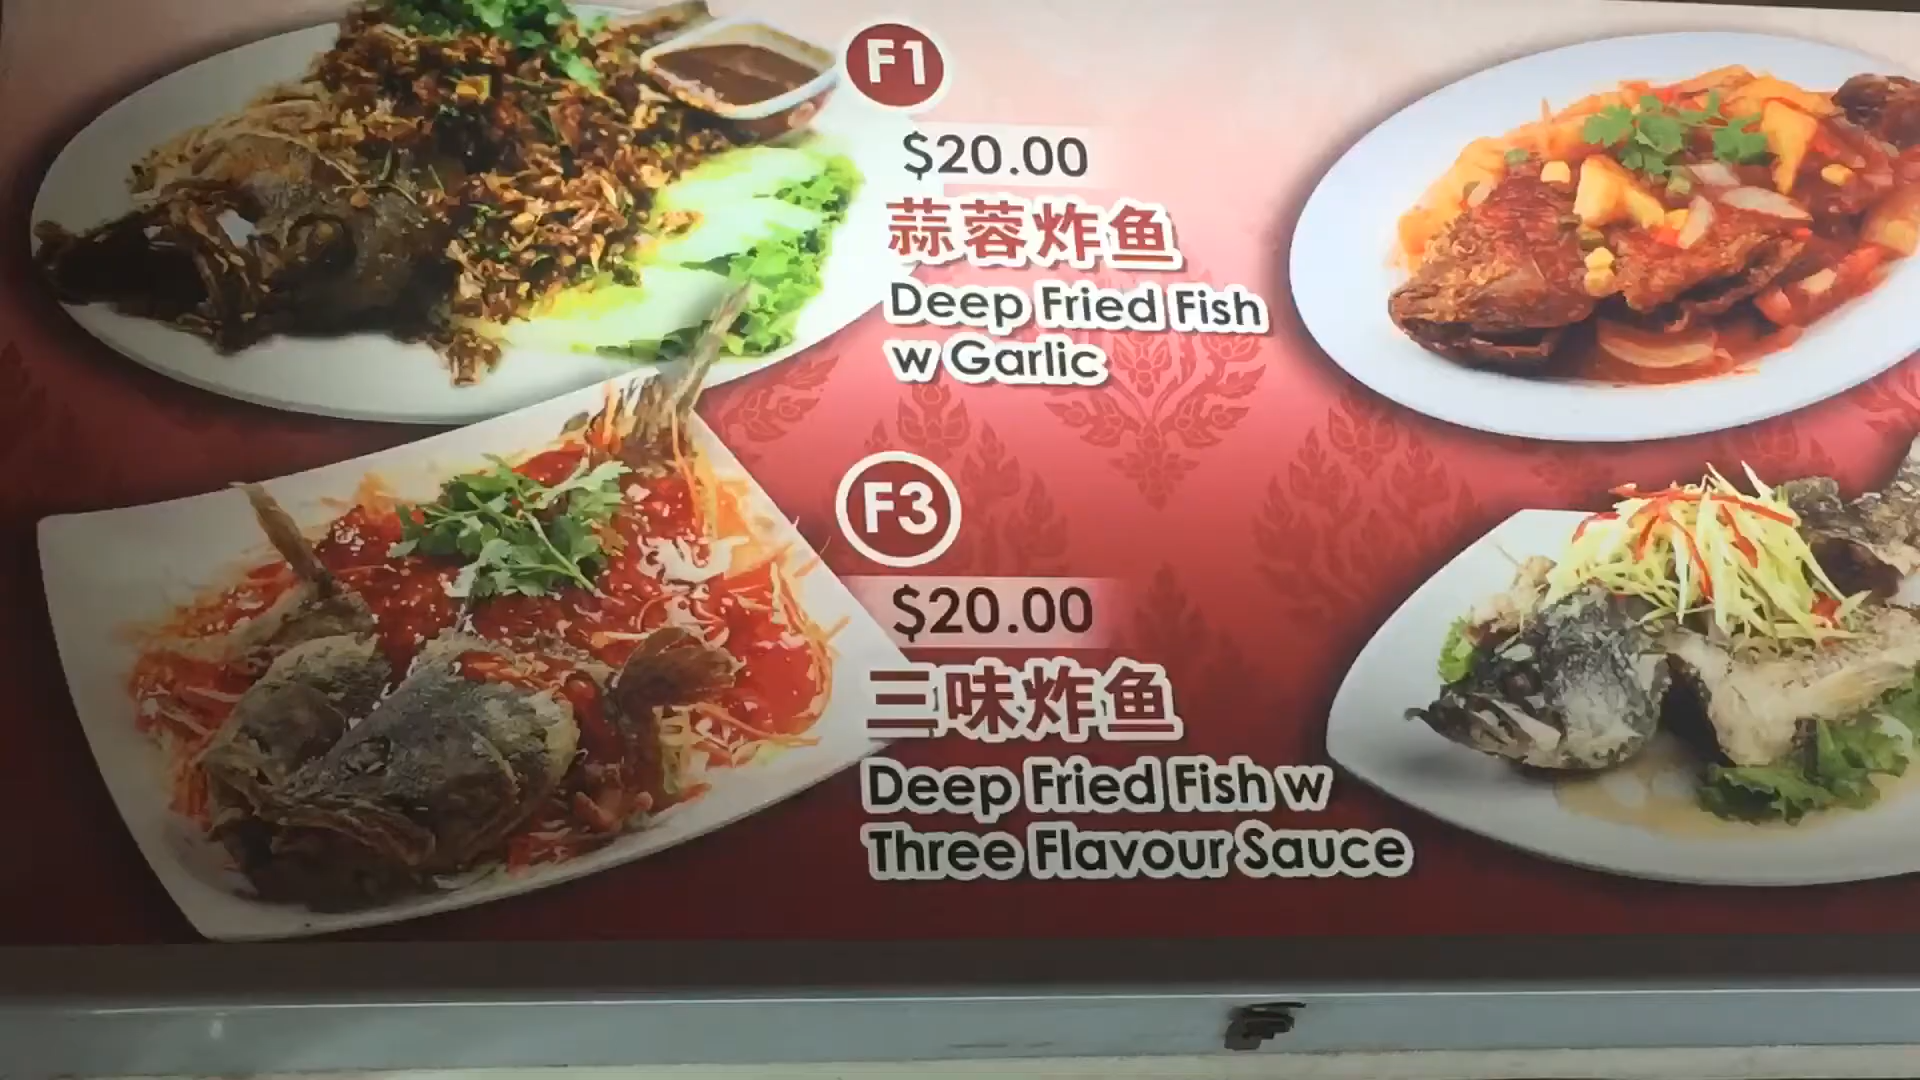 F1
$20.00
蒜蓉炸鱼
Deep Fried Fish
w Garlic
F3
$20.00
三味炸鱼
Deep Fried Fish w
Three Flavour Sauce